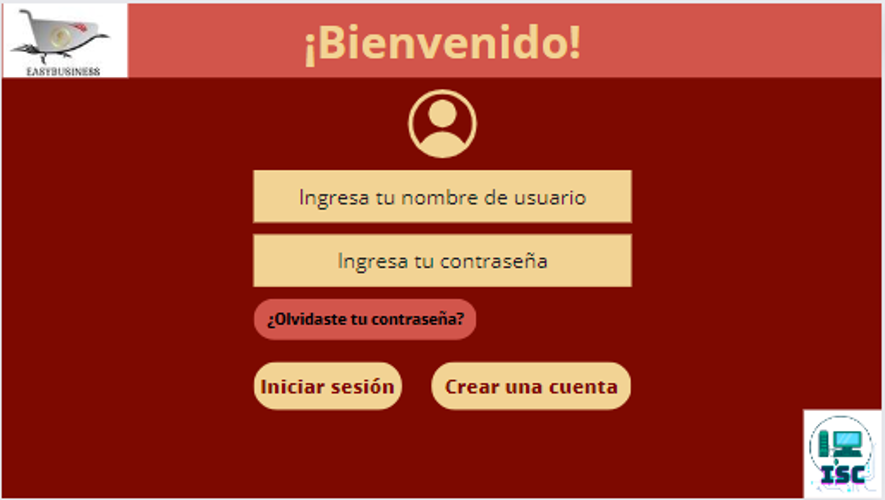 ¡Bienvenido!
EASYBUSINESS
Ingresa tu nombre de usuario
Ingresa tu contraseña
¿Olvidaste tu contraseña?
Iniciar sesión
Crear una cuenta
ISC